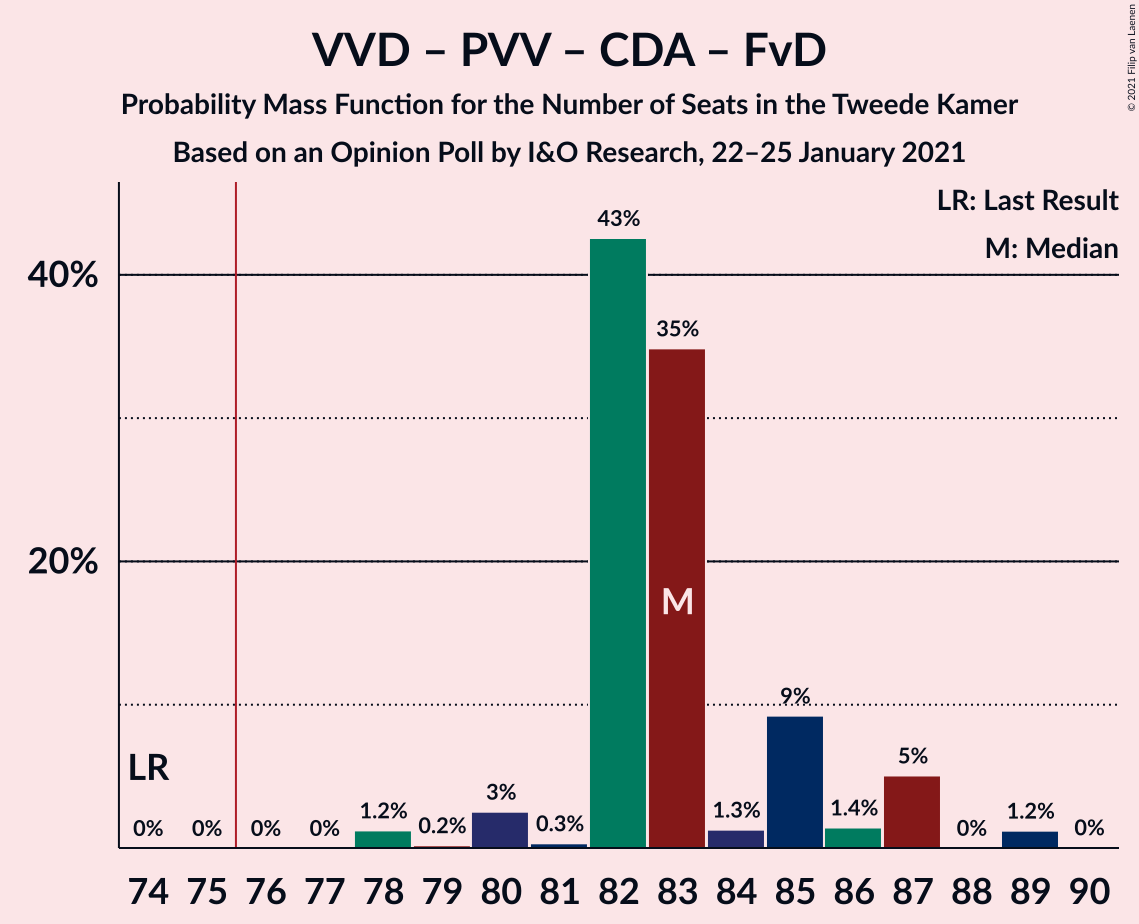 VVD – PVV – CDA – FvD
Probability Mass Function for the Number of Seats in the Tweede Kamer
Based on an Opinion Poll by I&O Research, 22–25 January 2021
© 2021 Filip van Laenen
LR: Last Result
M: Median
40%
20%
43%
35%
M
9%
5%
LR
0%
0%
0%
0%
1.2%
0.2%
3%
0.3%
1.3%
1.4%
0%
1.2%
0%
74 75 76 77 78 79 80 81 82 83 84 85 86 87 88 89 90